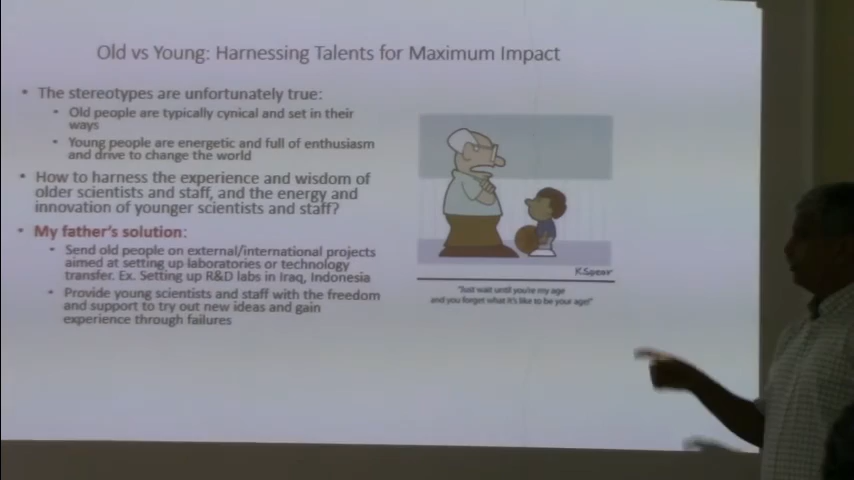 Old vs Young: Harnessing Talents for Maximum Impact
• The stereotypes are unfortunately true:
• Old people are typically cynical and set in their
ways
• Young people are energetic and full of enthusiasm
and drive to change the world
• How to harness the experience and wisdom of
older scientists and staff, and the energy and
innovation of younger scientists and staff?
• My father's solution:
• Send old people on external/international projects
aimed at setting up laboratories or technology
transfer. Ex. Setting up R&D labs in Iraq, Indonesia
• Provide young scientists and staff with the freedom
and support to try out new ideas and gain
experience through failures
K.Spear
"Just wait until you're my age
and you forget what it's like to be your age!"